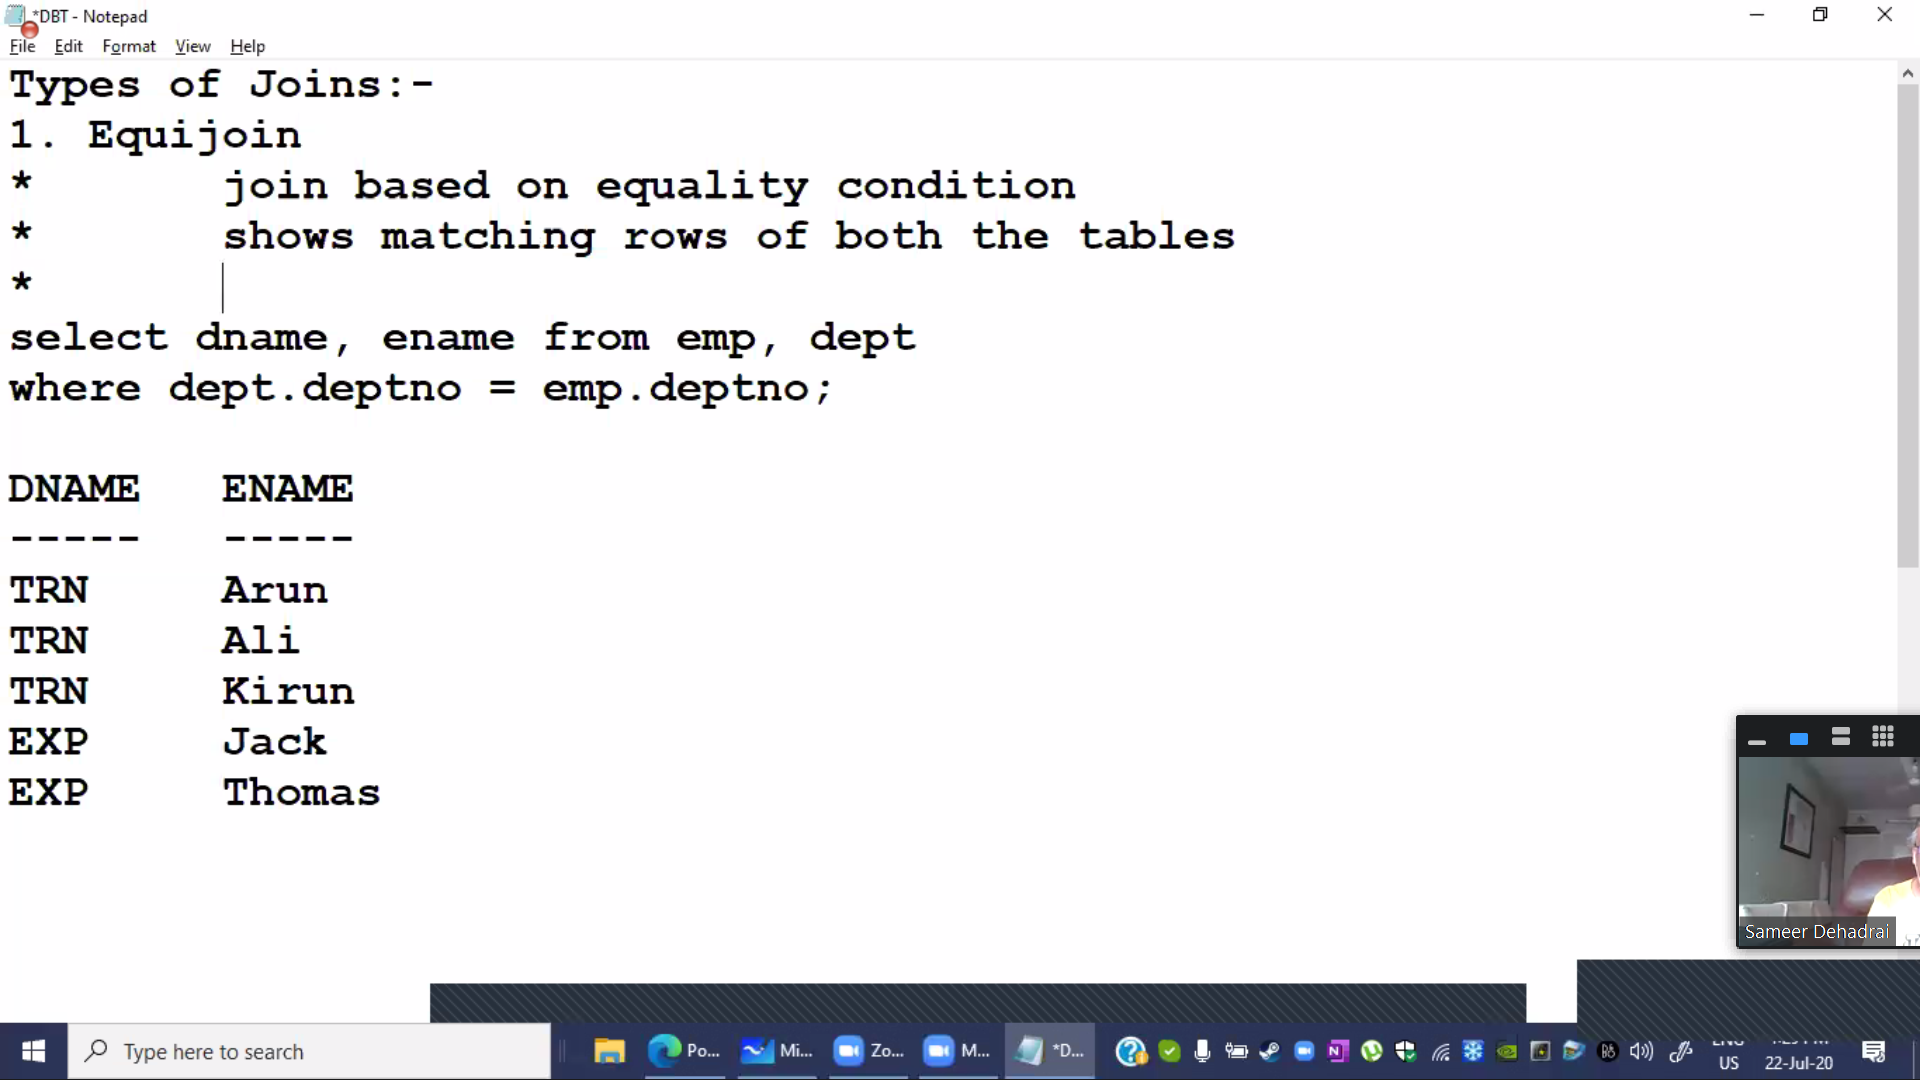 *DBT - Notepad
File Edit Format View Help
Types of Joins:-
1. Equijoin
* join based on equality condition
* shows matching rows of both the tables
*
select dname, ename from emp, dept
where dept.deptno = emp.deptno;
DNAME ENAME
----- -----
TRN Arun
TRN Ali
TRN Kirun
EXP Jack
EXP Thomas
Sameer Dehadrai
Type here to search
Po...
Mi...
Zo...
M...
*D...
US
22-Jul-20